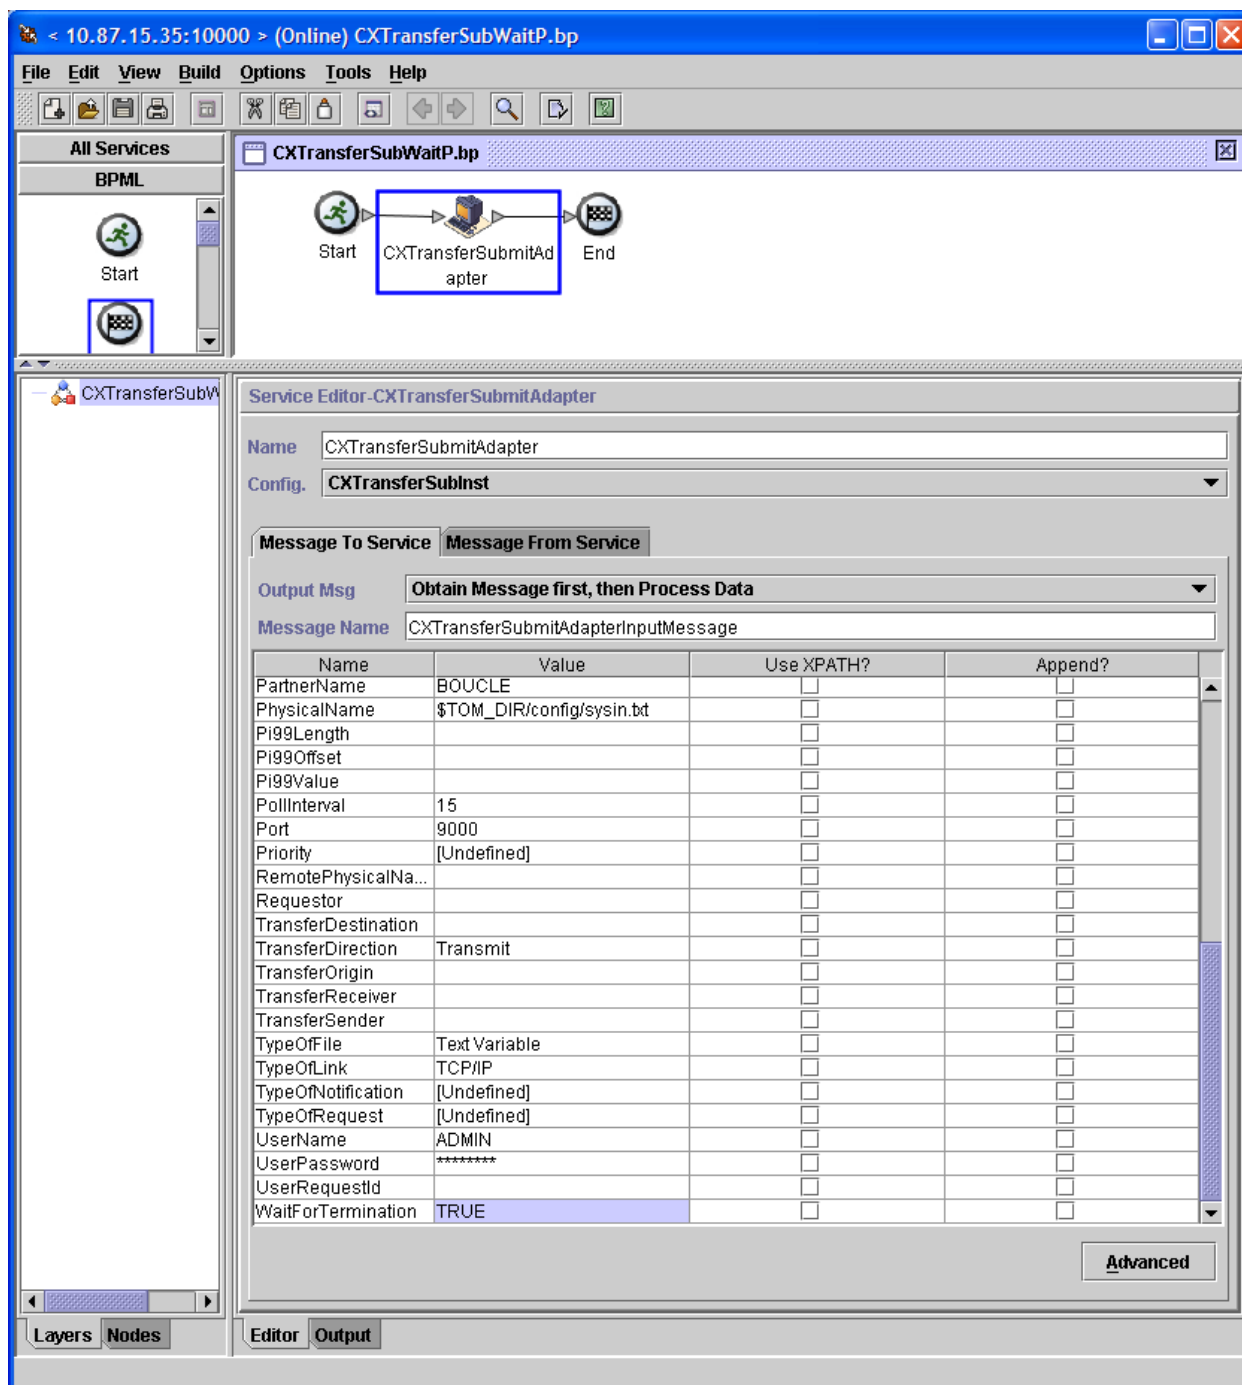 < 10.87.15.35:10000 > (Online) CXTransferSubWaitP.bp
File Edit View Build Options Tools Help
All Services
BPML
Start
CXTransferSubWaitP.bp
Start
CXTransferSubmitAd
apter
End
CXTransferSubW
Service Editor-CXTransferSubmitAdapter
Name CXTransferSubmitAdapter
Config. CXTransferSubInst
Message To Service Message From Service
Output Msg Obtain Message first, then Process Data
Message Name CXTransferSubmitAdapterInputMessage
Name Value Use XPATH? Append?
PartnerName BOUCLE
PhysicalName $TOM_DIR/config/sysin.txt
Pi99Length
Pi99Offset
Pi99Value
PollInterval 15
Port 9000
Priority [Undefined]
RemotePhysicalNa...
Requestor
TransferDestination
TransferDirection Transmit
TransferOrigin
TransferReceiver
TransferSender
TypeOfFile Text Variable
TypeOfLink TCP/IP
TypeOfNotification [Undefined]
TypeOfRequest [Undefined]
UserName ADMIN
UserPassword ********
UserRequestId
WaitForTermination TRUE
Advanced
Layers Nodes Editor Output